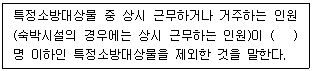 특정소방대상물 중 상시 근무하거나 거주하는 인원
(숙박시설의 경우에는 상시 근무하는 인원)이 (   )
명 이하인 특정소방대상물을 제외한 것을 말한다.